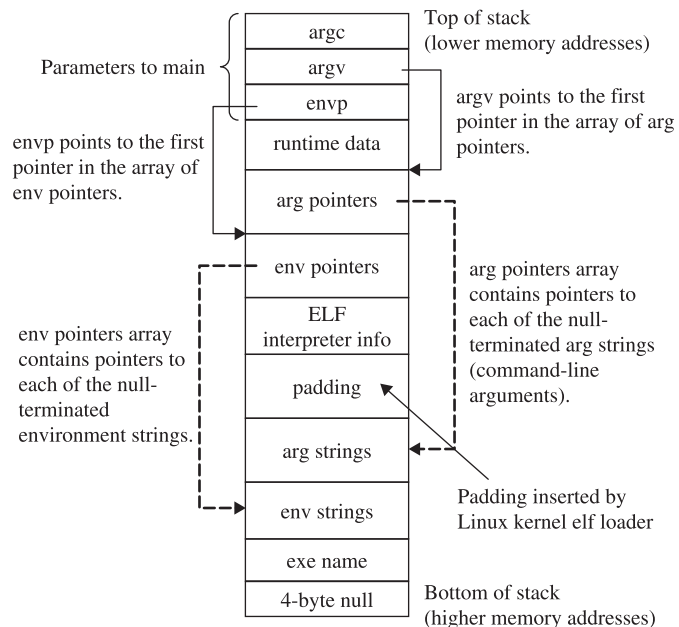 Top of stack
(lower memory addresses)
argc
argv
envp
Parameters to main
argv points to the first
pointer in the array of arg
pointers.
envp points to the first
pointer in the array of
env pointers.
runtime data
arg pointers
env pointers
arg pointers array
contains pointers to
each of the null-
terminated arg strings
(command-line
arguments).
ELF
interpreter info
env pointers array
contains pointers to
each of the null-
terminated
environment strings.
padding
arg strings
Padding inserted by
Linux kernel elf loader
env strings
exe name
4-byte null
Bottom of stack
(higher memory addresses)